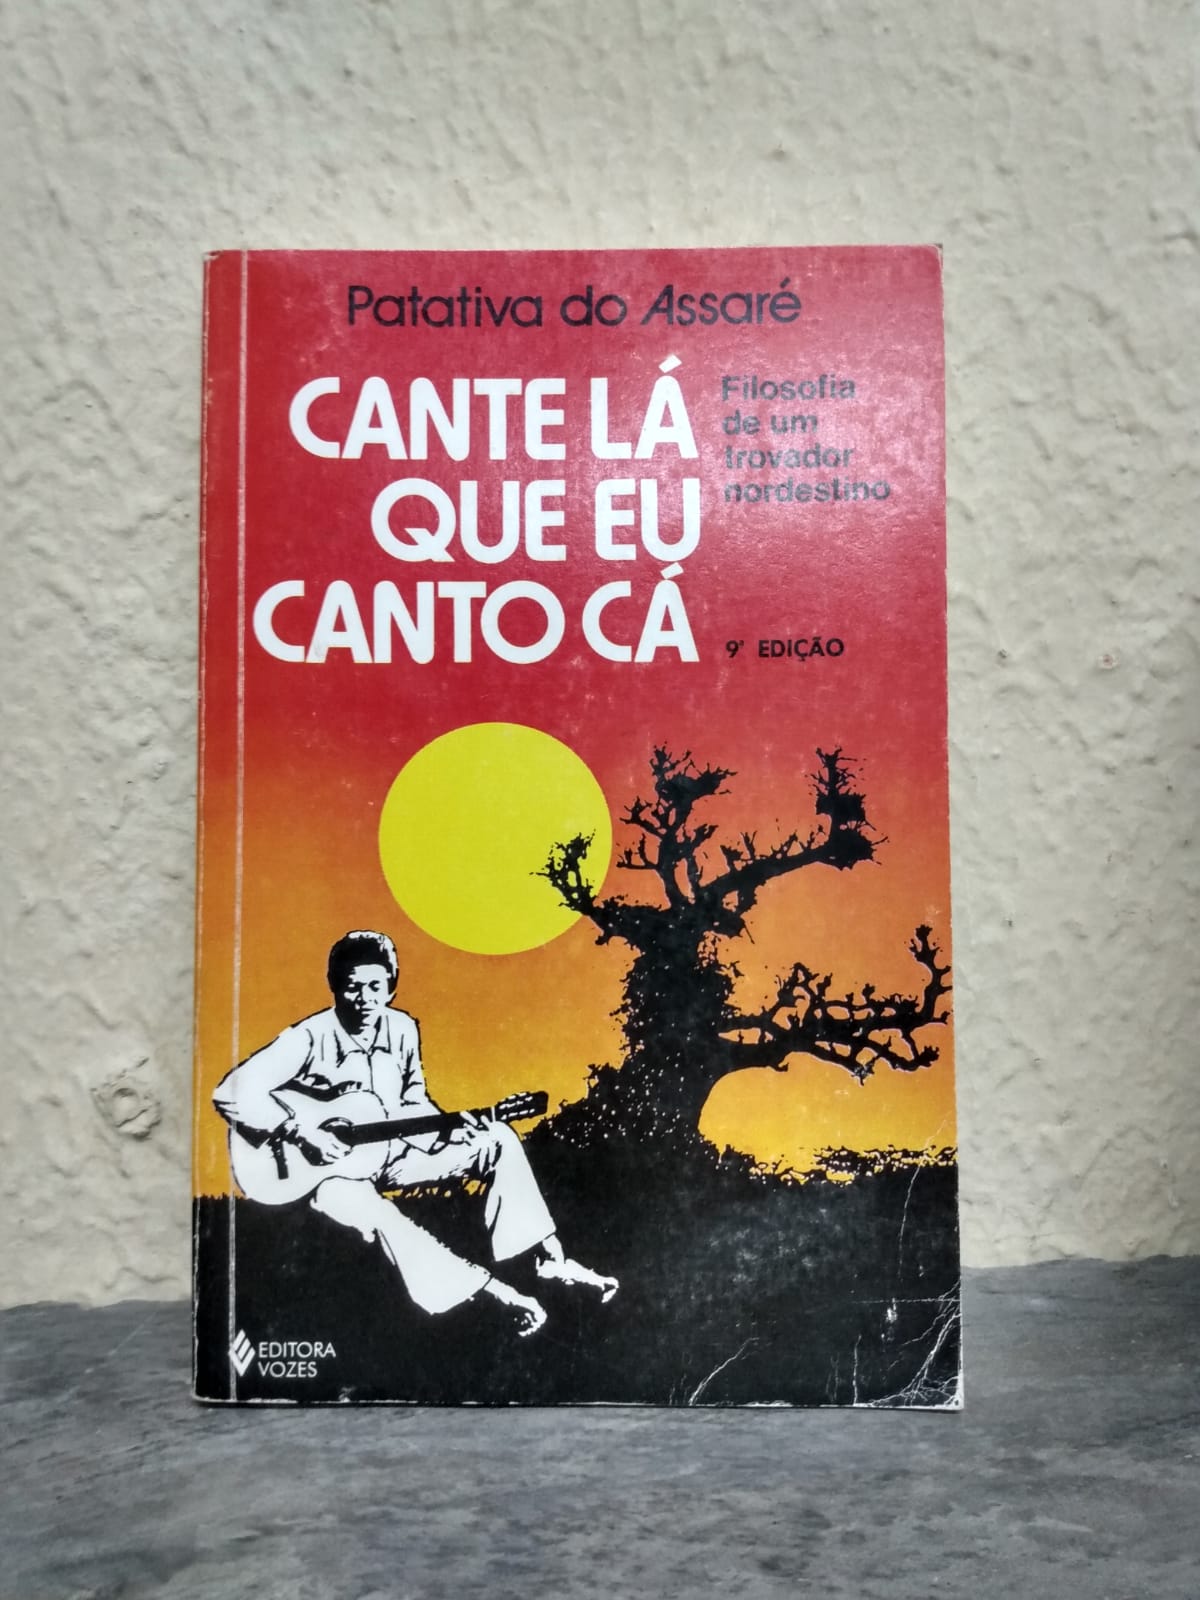 Patativa do Assaré
CANTE LÁ
QUE EU
CANTO CÁ
Filosofia
de um
trovador
nordestino
9ª EDIÇÃO
EDITORA
VOZES